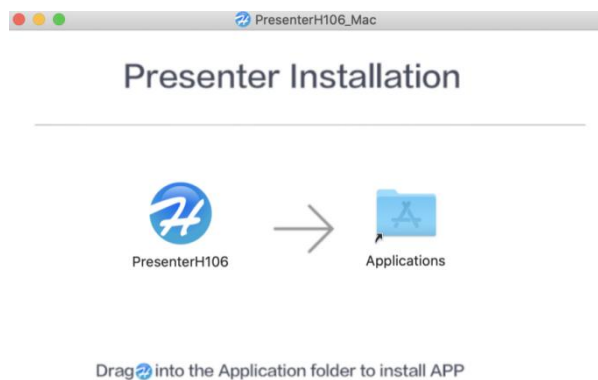 PresenterH106_Mac
Presenter Installation
PresenterH106
Applications
Drag into the Application folder to install APP